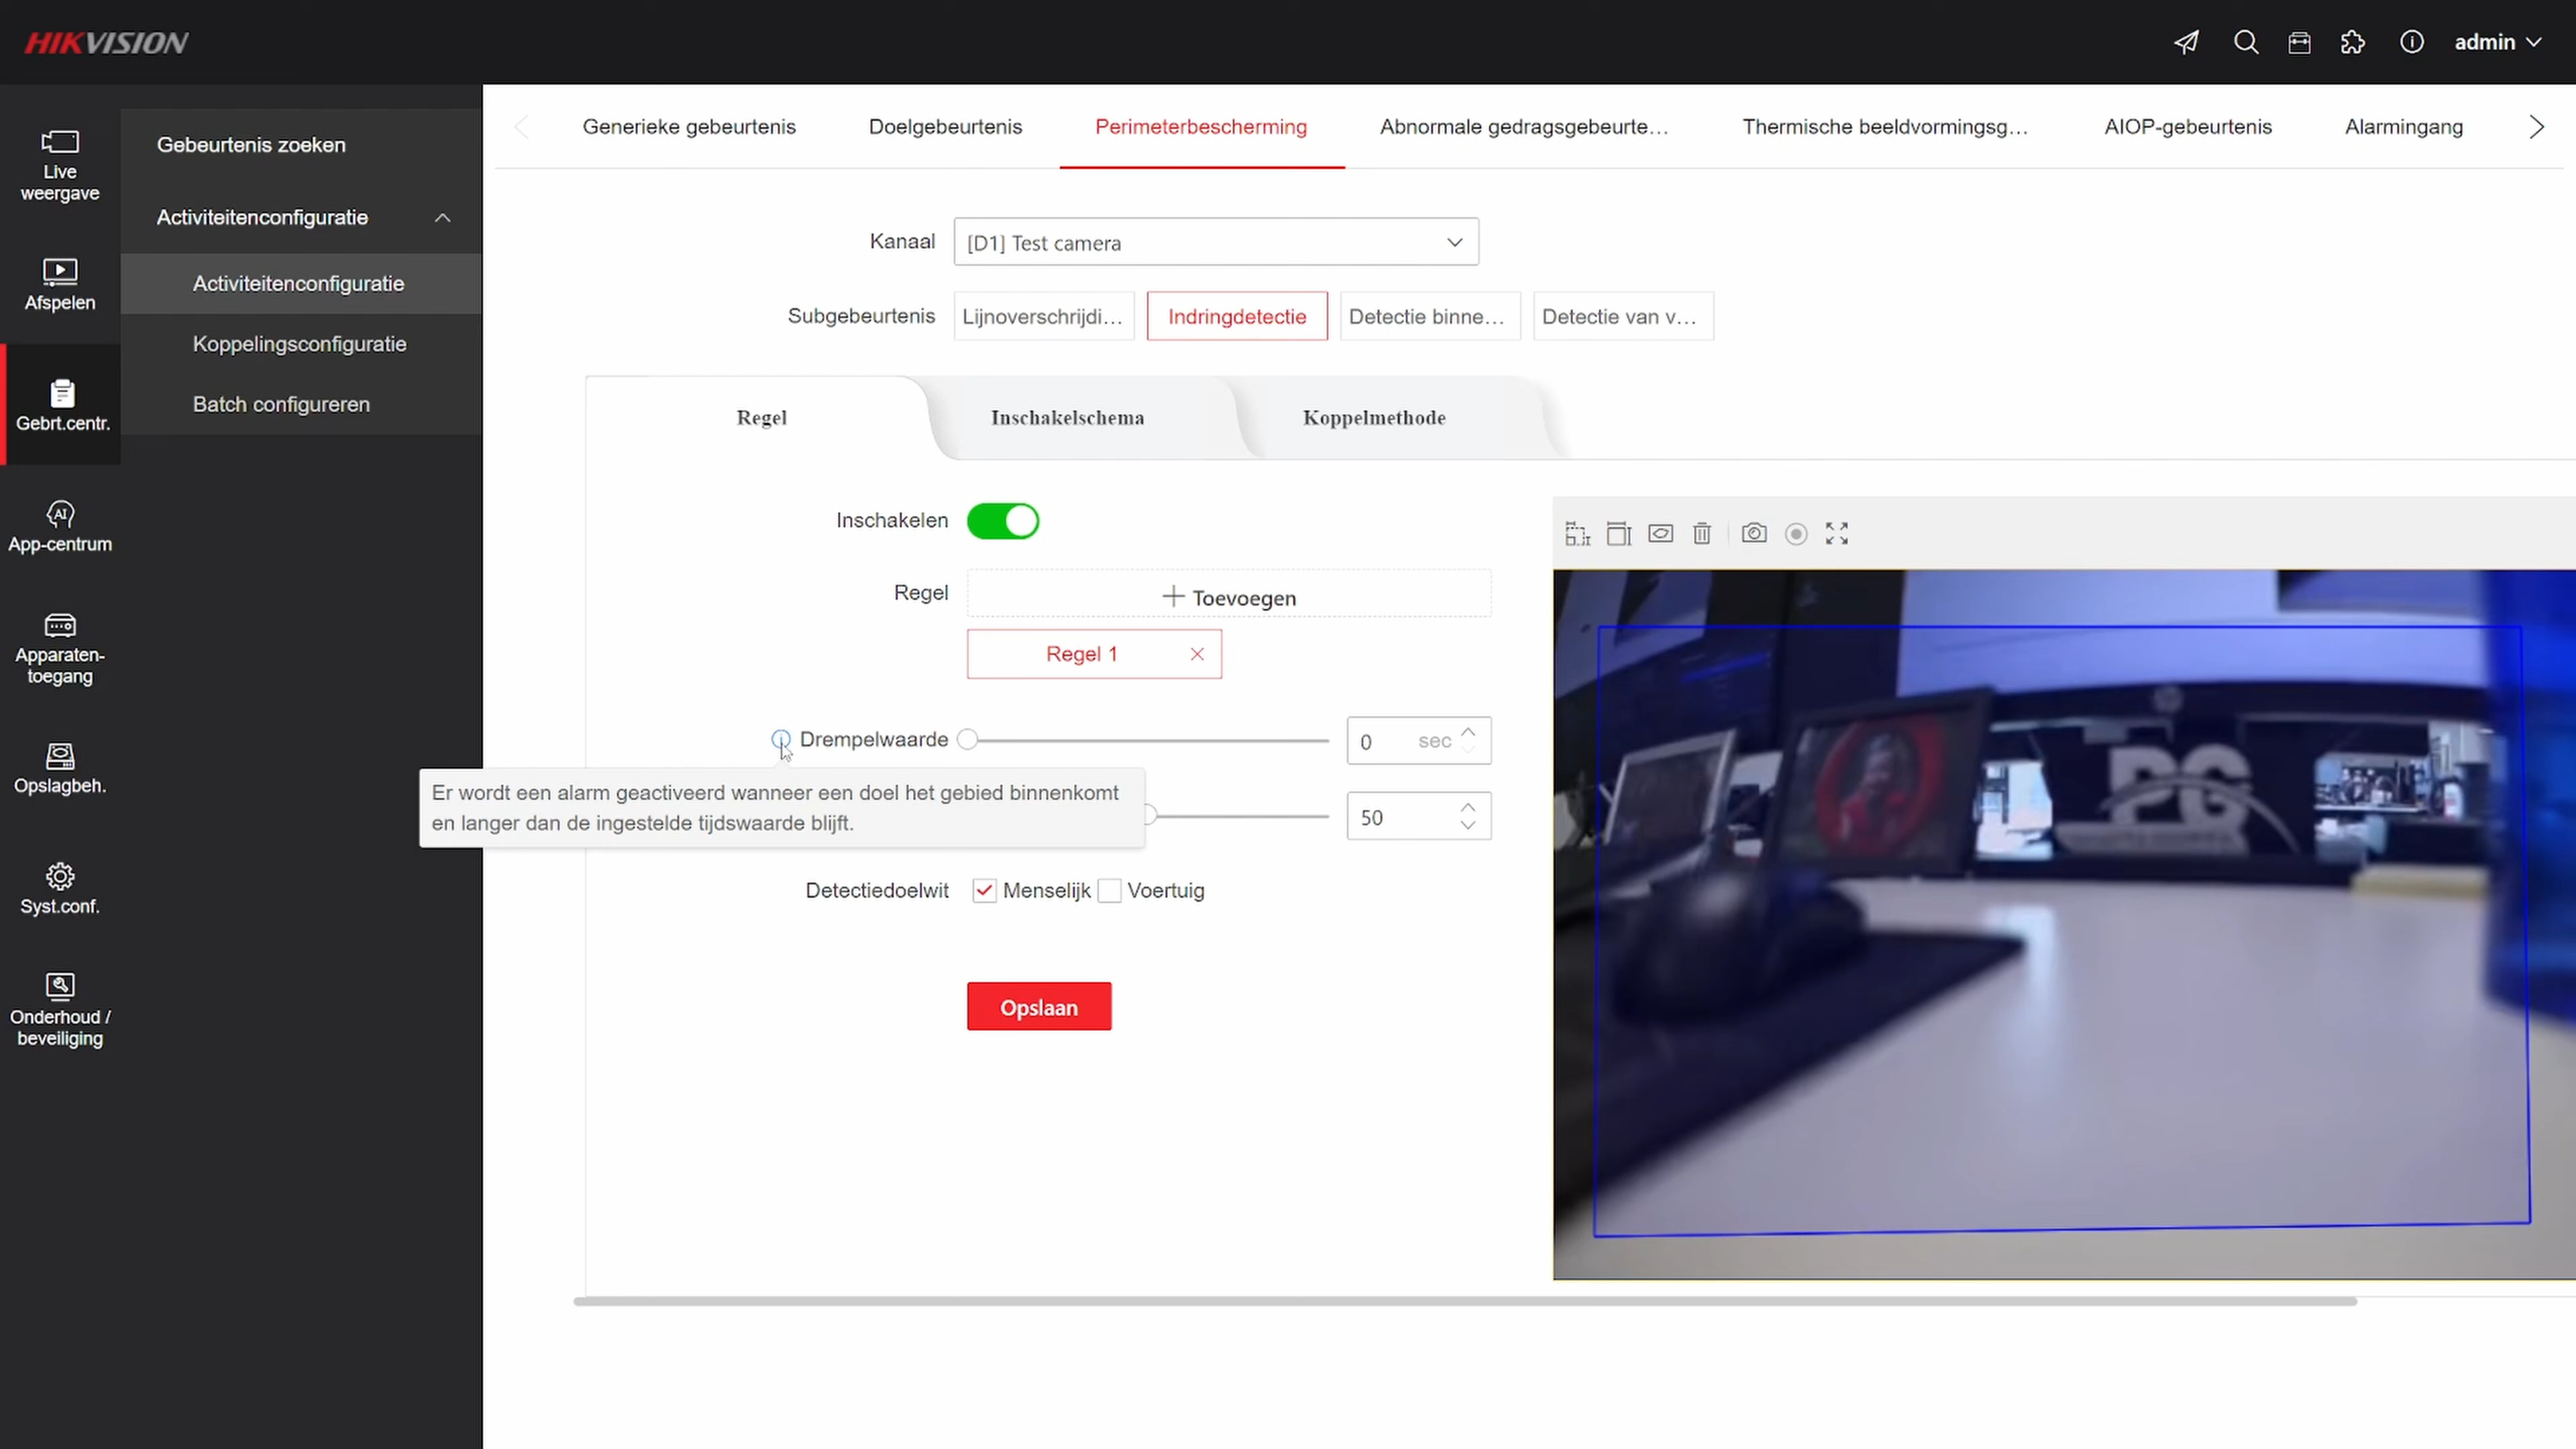 HIKVISION
admin
Live
weergave
Afspelen
Gebrt.centr.
App-centrum
Apparaten-
toegang
Opslagbeh.
Syst.conf.
Onderhoud /
beveiliging
Gebeurtenis zoeken
Activiteitenconfiguratie
Activiteitenconfiguratie
Koppelingsconfiguratie
Batch configureren
Generieke gebeurtenis
Doelgebeurtenis
Perimeterbescherming
Abnormale gedragsgebeurte...
Thermische beeldvormingsg...
AIOP-gebeurtenis
Alarmingang
Kanaal
[D1] Test camera
Subgebeurtenis
Lijnoverschrijdi...
Indringdetectie
Detectie binne...
Detectie van v...
Regel
Inschakelschema
Koppelmethode
Inschakelen
Regel
Toevoegen
Regel 1
Drempelwaarde
0 sec
Er wordt een alarm geactiveerd wanneer een doel het gebied binnenkomt
en langer dan de ingestelde tijdswaarde blijft.
50
Detectiedoelwit
Menselijk
Voertuig
Opslaan
PG